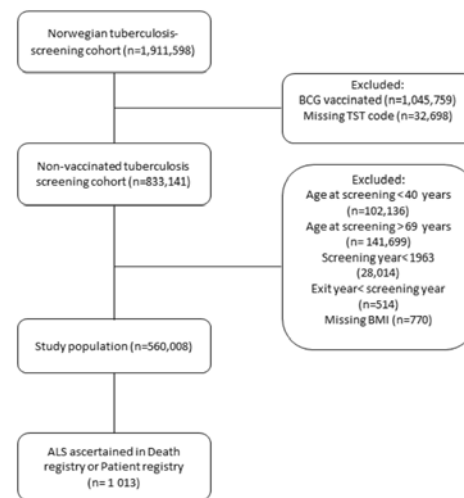 Norwegian tuberculosis-
screening cohort (n=1,911,598)
Excluded:
BCG vaccinated (n=1,045,759)
Missing TST code (n=32,698)
Non-vaccinated tuberculosis
screening cohort (n=833,141)
Excluded:
Age at screening <40 years
(n=102,136)
Age at screening >69 years
(n= 141,699)
Screening year< 1963
(28,014)
Exit year< screening year
(n=514)
Missing BMI (n=770)
Study population (n=560,008)
ALS ascertained in Death
registry or Patient registry
(n= 1 013)